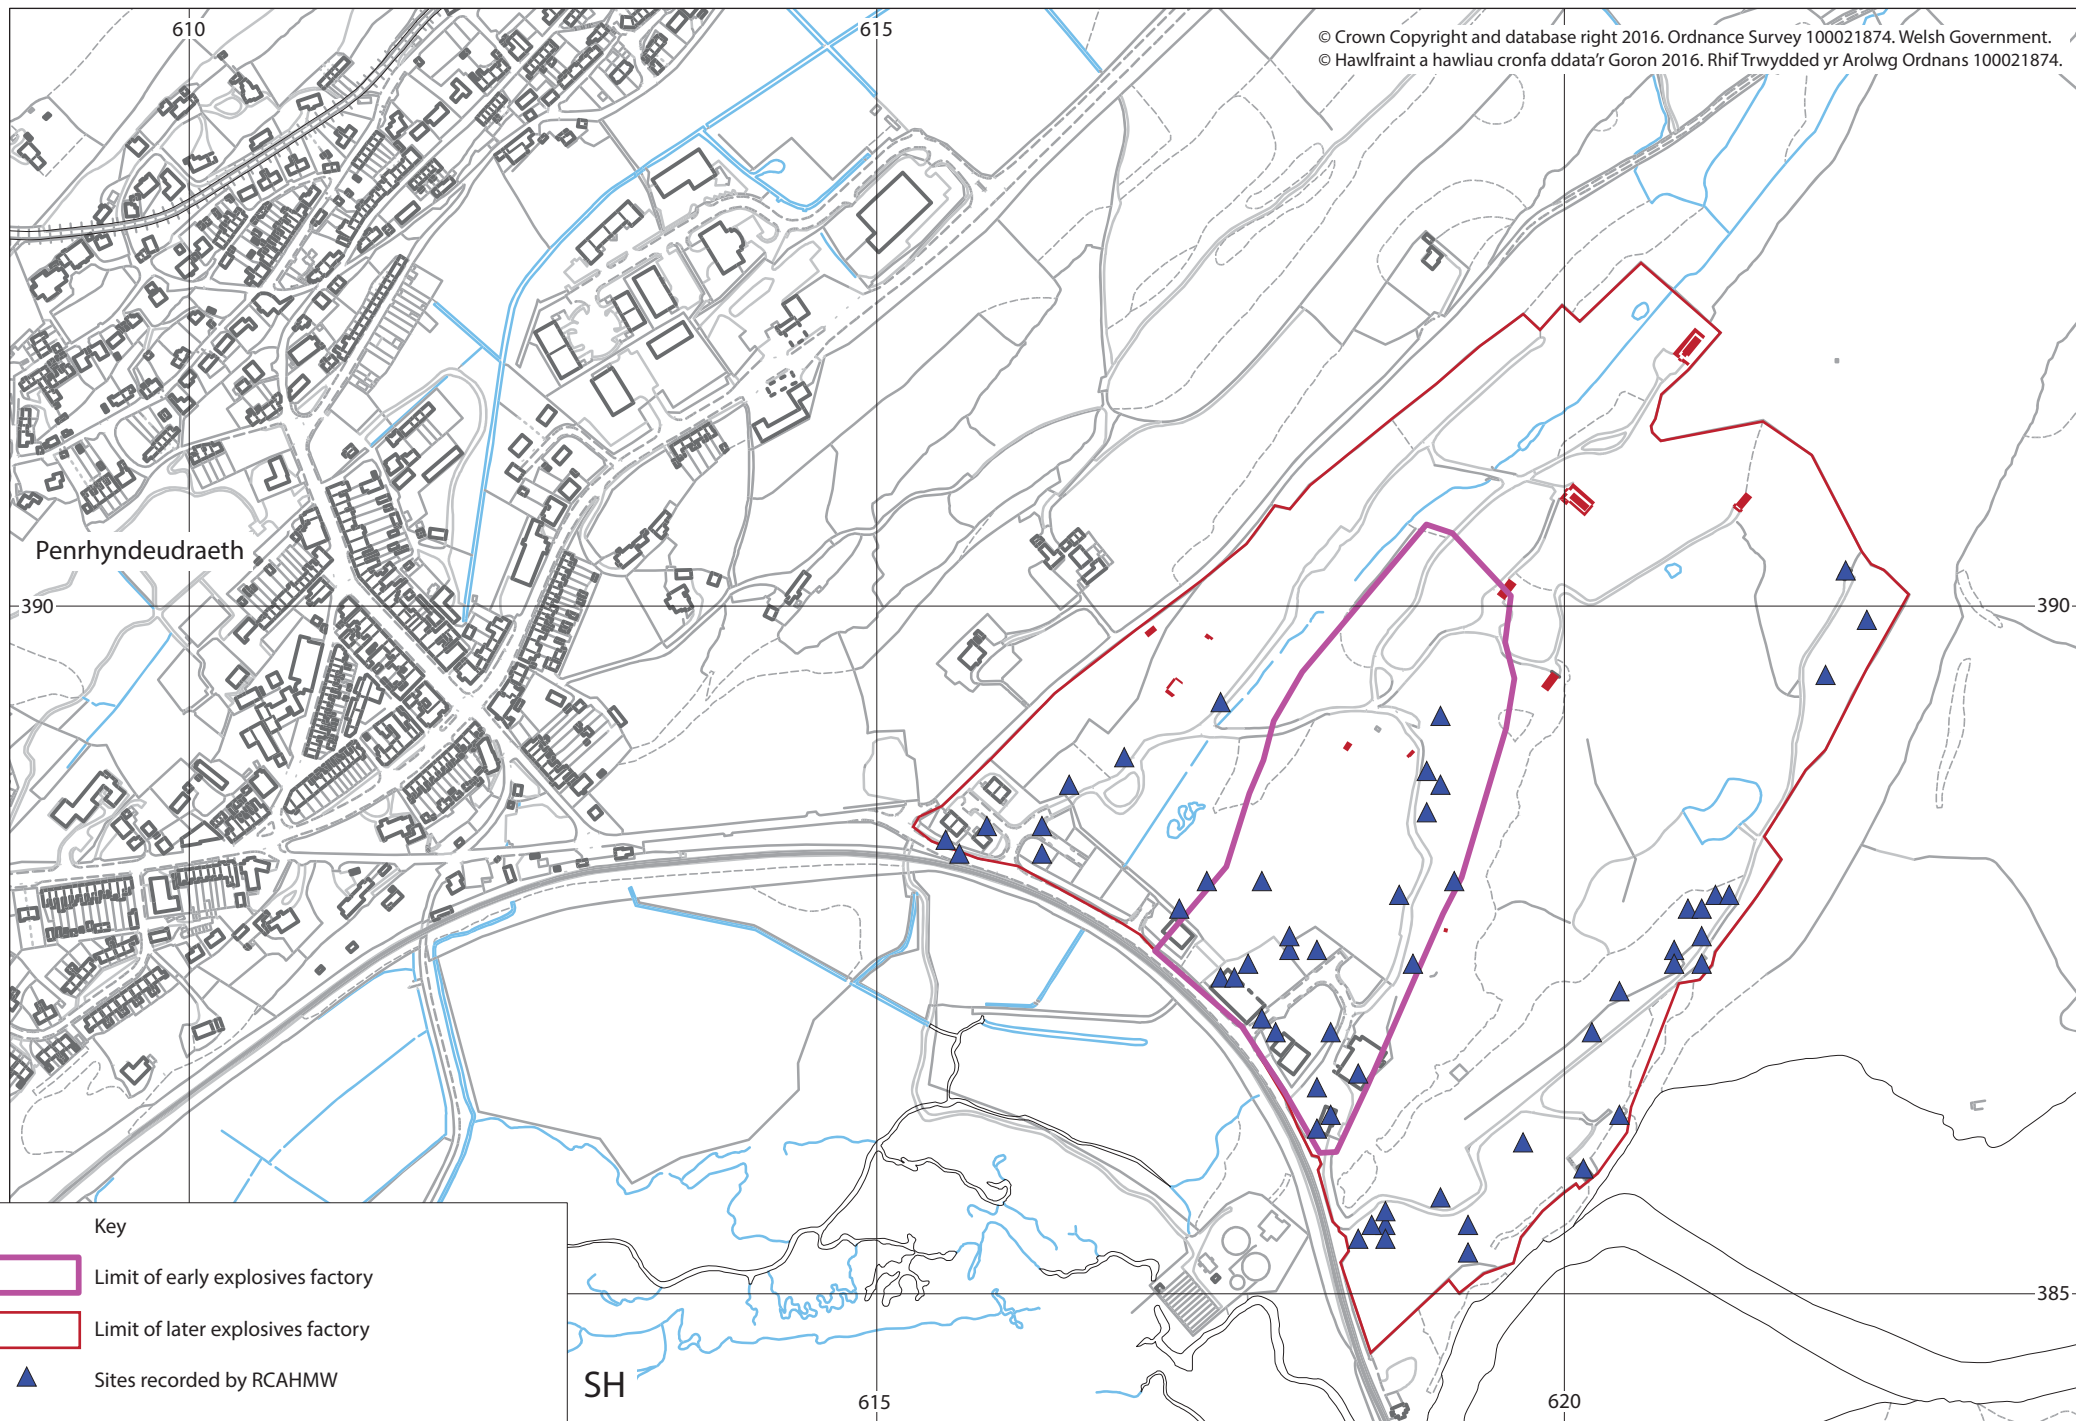 610
615
© Crown Copyright and database right 2016. Ordnance Survey 100021874. Welsh Government.
© Hawlfraint a hawliau cronfa ddata'r Goron 2016. Rhif Trwydded yr Arolwg Ordnans 100021874.
Penrhyndeudraeth
390
390
Key
Limit of early explosives factory
Limit of later explosives factory
Sites recorded by RCAHMW
SH
385
615
620